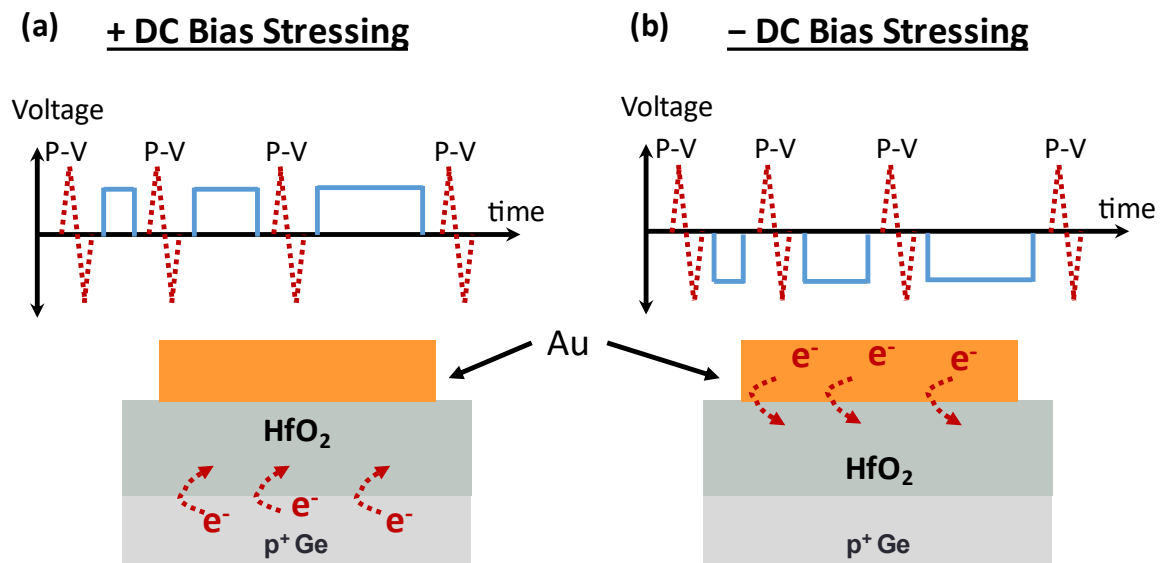 (a) + DC Bias Stressing
Voltage
P-V P-V P-V P-V
time
HfO₂
e⁻ e⁻ e⁻
p⁺ Ge
Au
(b) – DC Bias Stressing
Voltage
P-V P-V P-V P-V
time
e⁻ e⁻ e⁻
HfO₂
p⁺ Ge